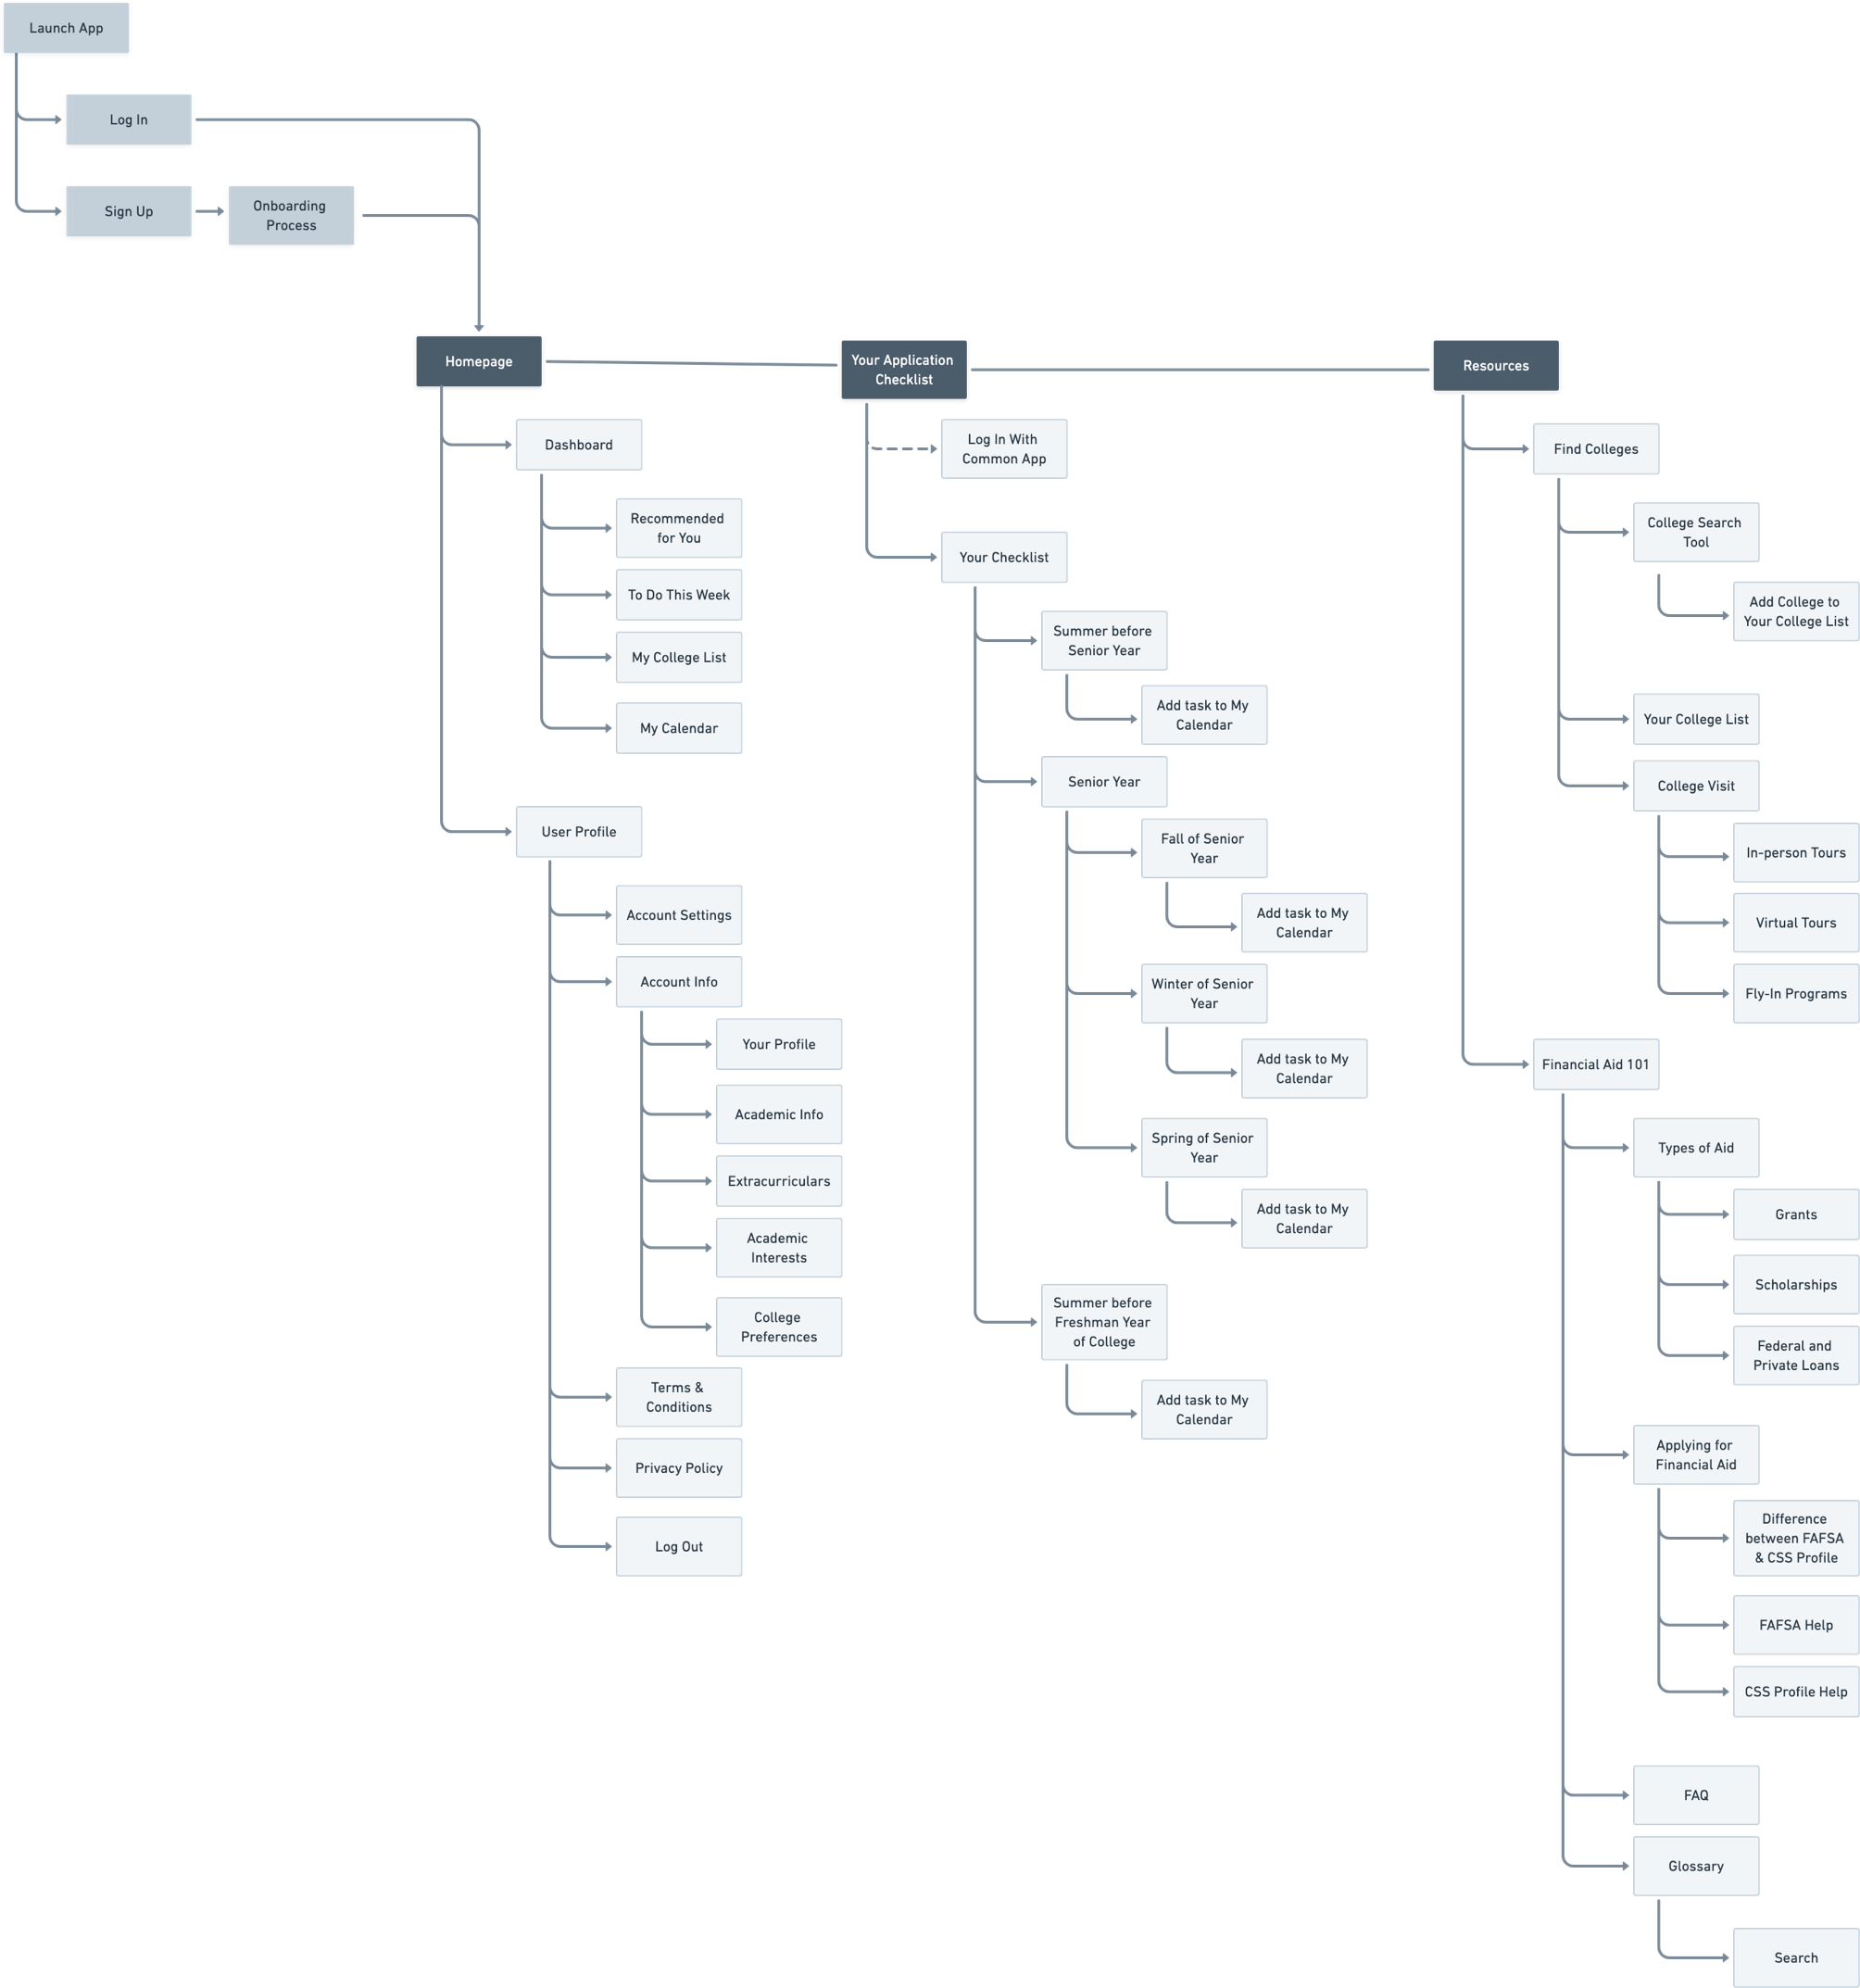 Launch App
Log In
Sign Up
Onboarding
Process
Homepage
Dashboard
Recommended
for You
To Do This Week
My College List
My Calendar
User Profile
Account Settings
Account Info
Your Profile
Academic Info
Extracurriculars
Academic
Interests
College
Preferences
Terms &
Conditions
Privacy Policy
Log Out
Your Application
Checklist
Log In With
Common App
Your Checklist
Summer before
Senior Year
Add task to My
Calendar
Senior Year
Fall of Senior
Year
Add task to My
Calendar
Winter of Senior
Year
Add task to My
Calendar
Spring of Senior
Year
Add task to My
Calendar
Summer before
Freshman Year
of College
Add task to My
Calendar
Resources
Find Colleges
College Search
Tool
Add College to
Your College List
Your College List
College Visit
In-person Tours
Virtual Tours
Fly-In Programs
Financial Aid 101
Types of Aid
Grants
Scholarships
Federal and
Private Loans
Applying for
Financial Aid
Difference
between FAFSA
& CSS Profile
FAFSA Help
CSS Profile Help
FAQ
Glossary
Search